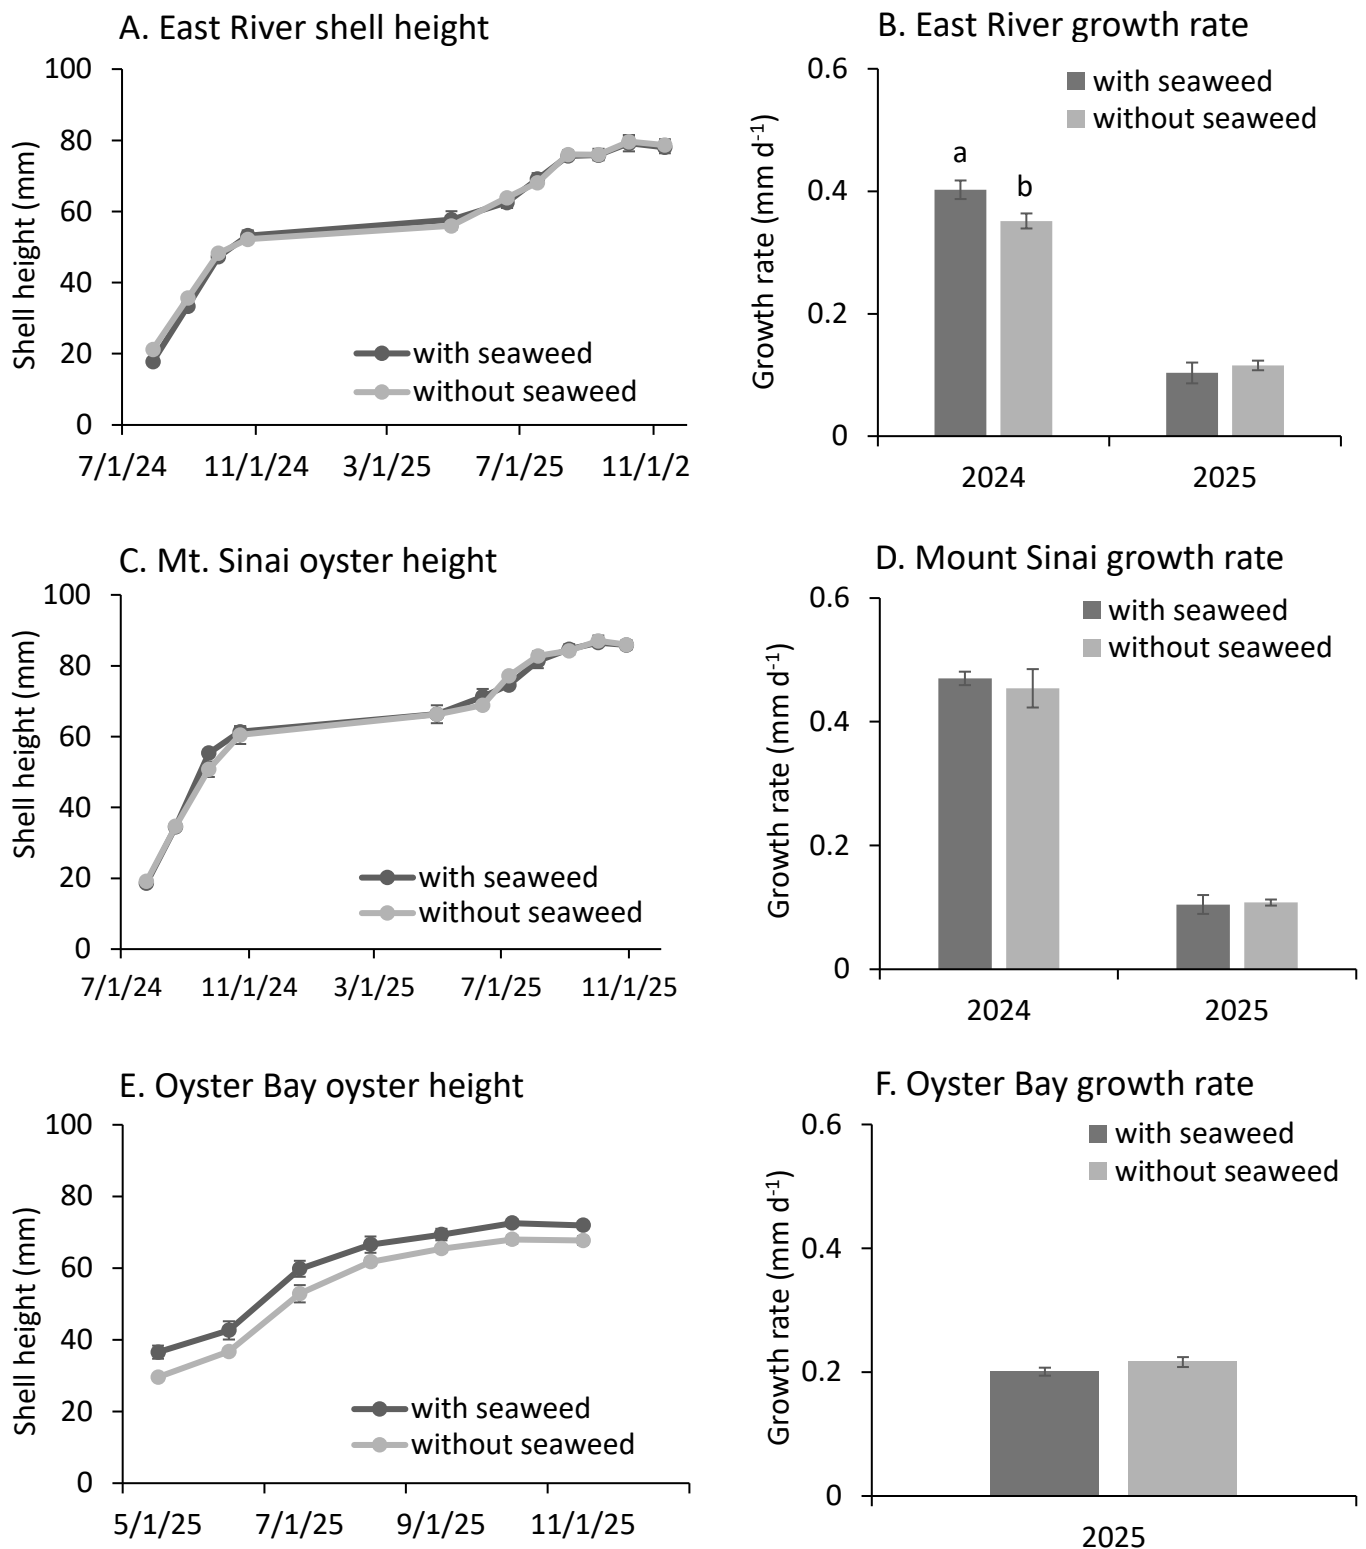 A. East River shell height
Shell height (mm)
100
80
60
40
20
0
with seaweed
without seaweed
7/1/24 11/1/24 3/1/25 7/1/25 11/1/2
B. East River growth rate
Growth rate (mm d-1)
0.6
0.4
0.2
0
with seaweed
without seaweed
a
b
2024 2025
C. Mt. Sinai oyster height
Shell height (mm)
100
80
60
40
20
0
with seaweed
without seaweed
7/1/24 11/1/24 3/1/25 7/1/25 11/1/25
D. Mount Sinai growth rate
Growth rate (mm d-1)
0.6
0.4
0.2
0
with seaweed
without seaweed
2024 2025
E. Oyster Bay oyster height
Shell height (mm)
100
80
60
40
20
0
with seaweed
without seaweed
5/1/25 7/1/25 9/1/25 11/1/25
F. Oyster Bay growth rate
Growth rate (mm d-1)
0.6
0.4
0.2
0
with seaweed
without seaweed
2025